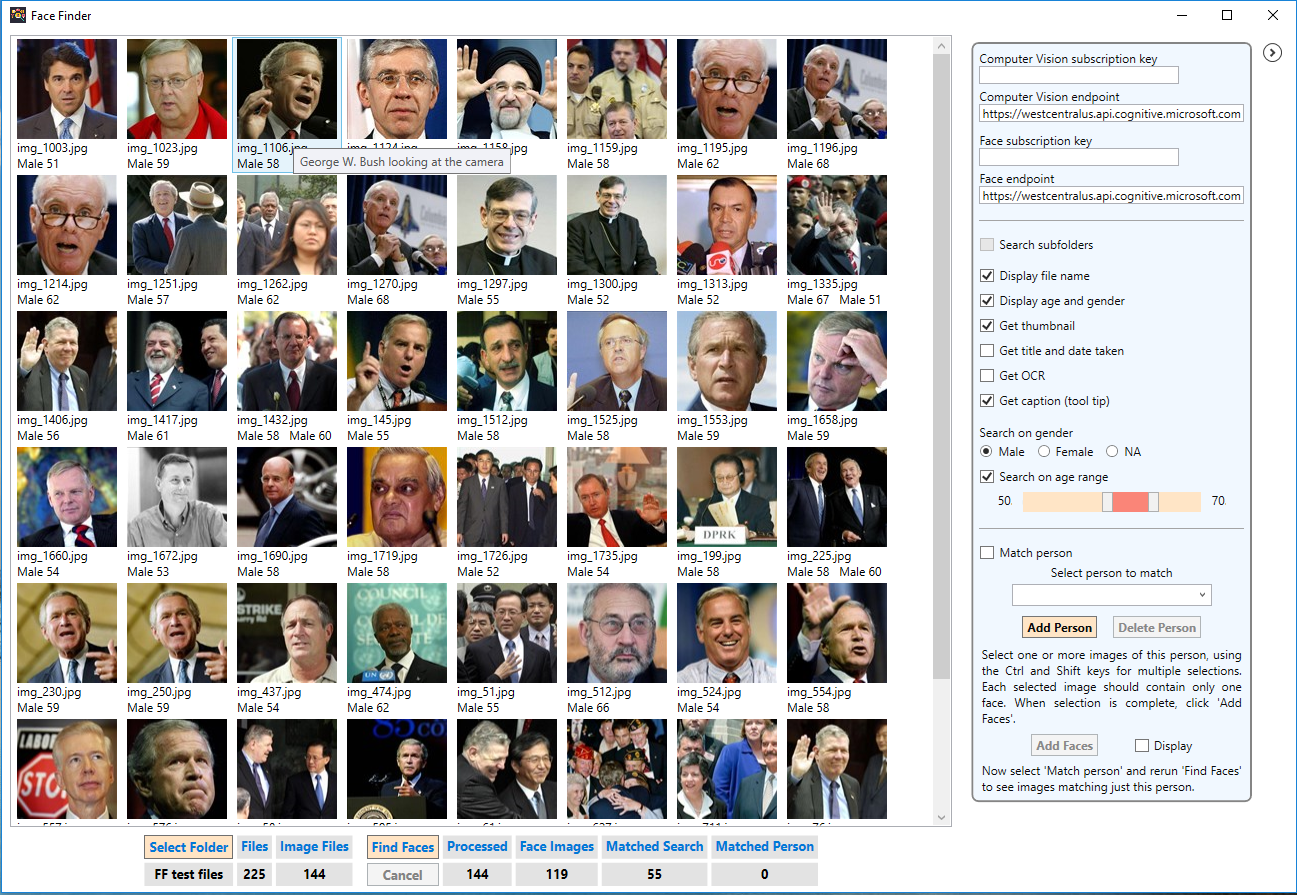 Face Finder
img_1003.jpg img_1023.jpg img_1106.jpg img_1124.jpg img_1158.jpg img_1159.jpg img_1195.jpg img_1196.jpg
Male 51 Male 59 Male 58 George W. Bush looking at the camera Male 58 Male 62 Male 68
img_1214.jpg img_1251.jpg img_1262.jpg img_1270.jpg img_1297.jpg img_1300.jpg img_1313.jpg img_1335.jpg
Male 62 Male 57 Male 62 Male 68 Male 55 Male 52 Male 52 Male 67 Male 51
img_1406.jpg img_1417.jpg img_1432.jpg img_145.jpg img_1512.jpg img_1525.jpg img_1553.jpg img_1658.jpg
Male 56 Male 61 Male 58 Male 60 Male 55 Male 58 Male 58 Male 59 Male 59
DPRK
img_1660.jpg img_1672.jpg img_1690.jpg img_1719.jpg img_1726.jpg img_1735.jpg img_199.jpg img_225.jpg
Male 54 Male 53 Male 58 Male 58 Male 52 Male 54 Male 58 Male 58 Male 60
STRIKE
COUNCIL
UN
img_230.jpg img_250.jpg img_437.jpg img_474.jpg img_51.jpg img_512.jpg img_524.jpg img_554.jpg
Male 59 Male 59 Male 54 Male 62 Male 55 Male 66 Male 54 Male 58
LABO
STO
Computer Vision subscription key
Computer Vision endpoint
https://westcentralus.api.cognitive.microsoft.com
Face subscription key
Face endpoint
https://westcentralus.api.cognitive.microsoft.com
Search subfolders
Display file name
Display age and gender
Get thumbnail
Get title and date taken
Get OCR
Get caption (tool tip)
Search on gender
Male Female NA
Search on age range
50 70
Match person
Select person to match
Add Person Delete Person
Select one or more images of this person, using
the Ctrl and Shift keys for multiple selections.
Each selected image should contain only one
face. When selection is complete, click 'Add
Faces'.
Add Faces Display
Now select 'Match person' and rerun 'Find Faces'
to see images matching just this person.
Select Folder Files Image Files Find Faces Processed Face Images Matched Search Matched Person
FF test files 225 144 Cancel 144 119 55 0